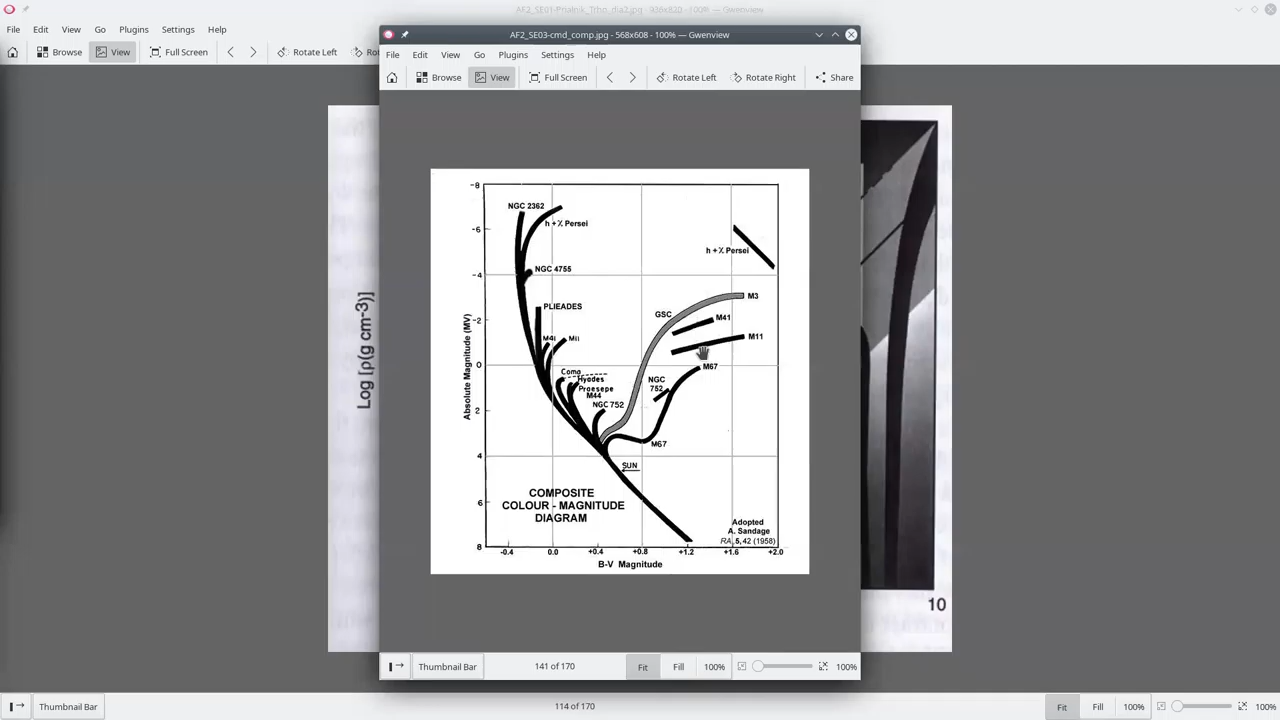 AF2_SE01-Prialnik_Trho_dia2.jpg - 936x820 - 100% — Gwenview
File Edit View Go Plugins Settings Help
Browse View Full Screen Rotate Left
AF2_SE03-cmd_comp.jpg - 568x608 - 100% — Gwenview
File Edit View Go Plugins Settings Help
Browse View Full Screen Rotate Left Rotate Right Share
-8
NGC 2362
h + χ Persei
-6
h + χ Persei
NGC 4755
-4
M3
PLIEADES
GSC
M41
-2
M41
M11
M11
0
M67
Coma
Hyades
Praesepe
M44
NGC
752
NGC 752
2
M67
4
SUN
6
COMPOSITE
COLOUR - MAGNITUDE
DIAGRAM
Adopted
A. Sandage
RA, 5, 42 (1958)
8
-0.4 0.0 +0.4 +0.8 +1.2 +1.6 +2.0
B-V Magnitude
Absolute Magnitude (MV)
Log [ρ(g cm-3)]
10
Thumbnail Bar 141 of 170 Fit Fill 100% 100%
Thumbnail Bar 114 of 170 Fit Fill 100% 100%